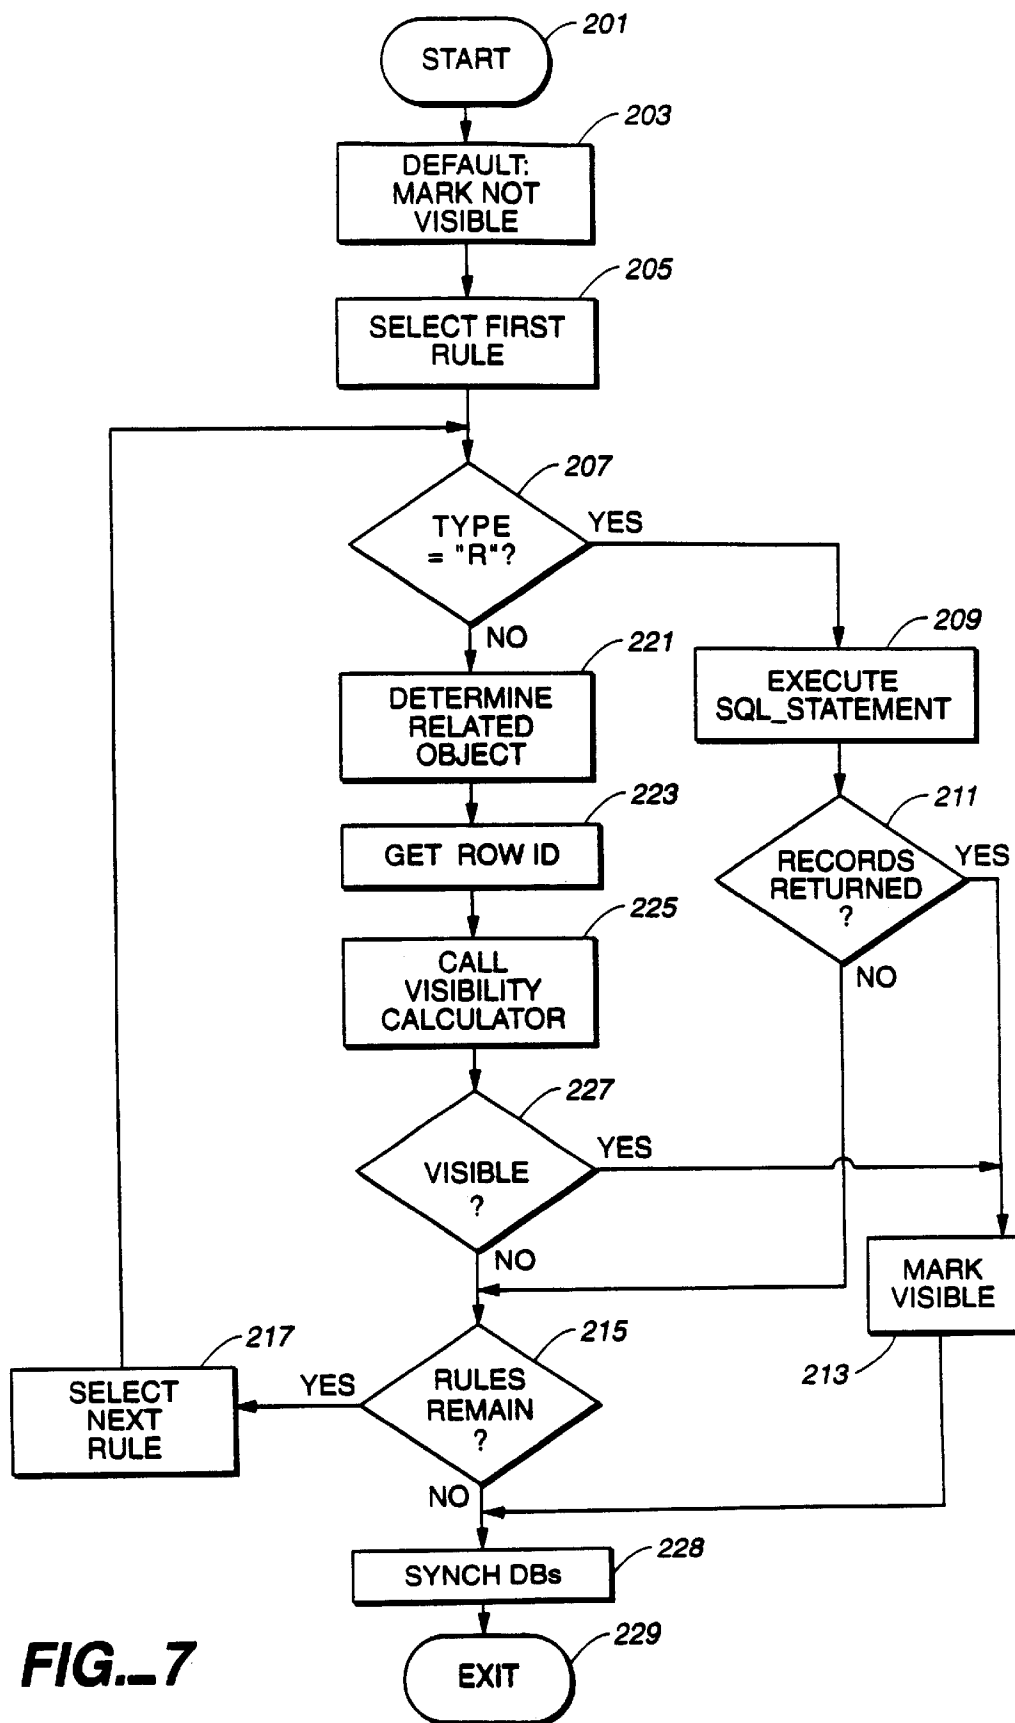 201
START
203
DEFAULT:
MARK NOT
VISIBLE
205
SELECT FIRST
RULE
207
TYPE
= "R"?
YES
NO
209
EXECUTE
SQL_STATEMENT
221
DETERMINE
RELATED
OBJECT
211
RECORDS
RETURNED
?
YES
NO
223
GET ROW ID
225
CALL
VISIBILITY
CALCULATOR
227
VISIBLE
?
YES
NO
MARK
VISIBLE
213
215
RULES
REMAIN
?
YES
NO
217
SELECT
NEXT
RULE
228
SYNCH DBs
229
EXIT
FIG._7